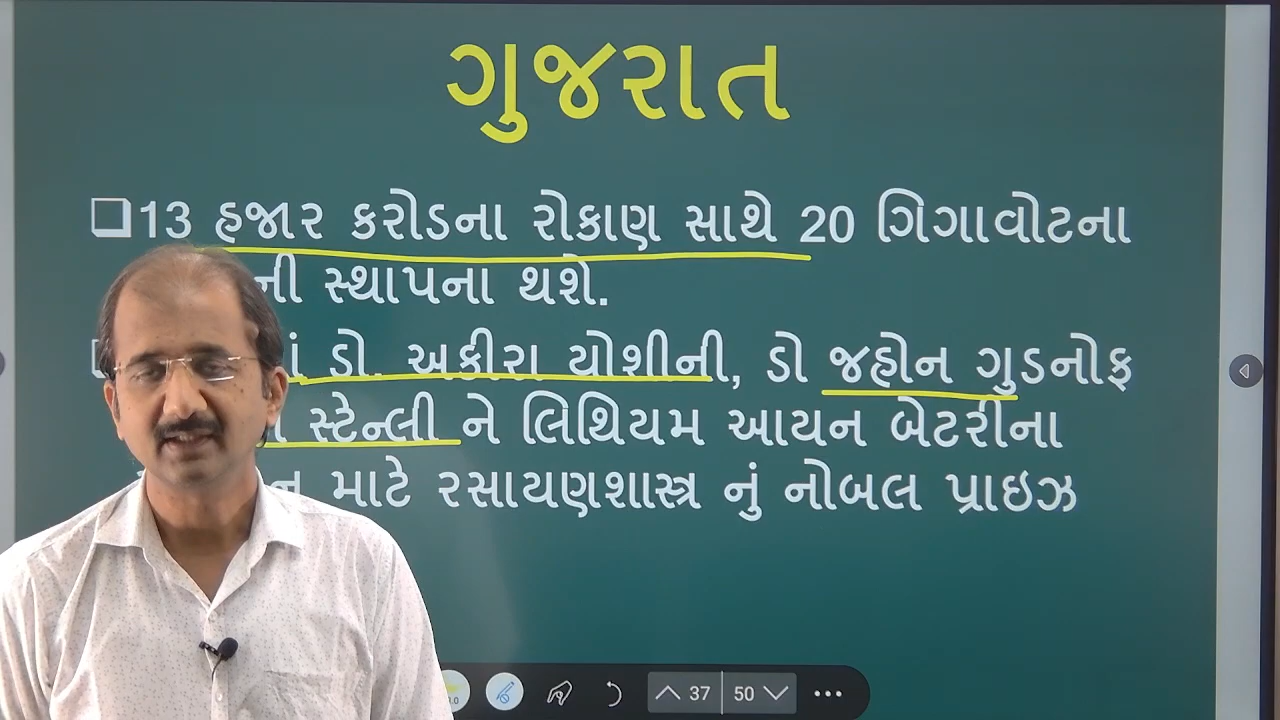 ગુજરાત
13 હજાર કરોડના રોકાણ સાથે 20 ગિગાવોટના
ની સ્થાપના થશે.
ડો. અકીરા યોશીની, ડો જહોન ગુડનોફ
સ્ટેન્લી ને લિથિયમ આયન બેટરીના
માટે રસાયણશાસ્ત્ર નું નોબલ પ્રાઇઝ
37 50